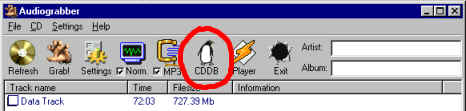 Audiograbber
File CD Settings Help
Refresh Grab! Settings Norm. MP3 CDDB Player Exit
Artist:
Album:
Track name Time Filesize Information
Data Track 72:03 727.39 Mb